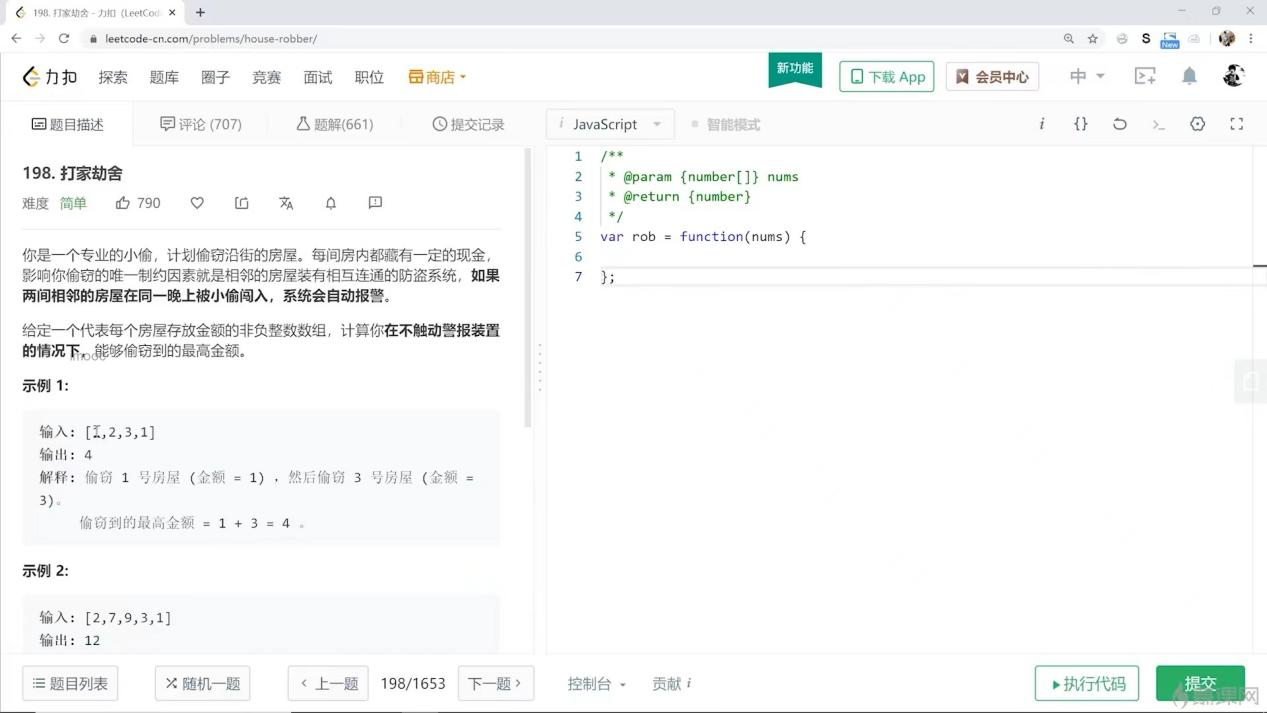 198. 打家劫舍 - 力扣 (LeetCod
leetcode-cn.com/problems/house-robber/
New
力扣 探索 题库 圈子 竞赛 面试 职位 商店 新功能 下载 App 会员中心 中
题目描述 评论 (707) 题解(661) 提交记录
i JavaScript 智能模式 i {} >_
198. 打家劫舍
难度 简单 790
你是一个专业的小偷，计划偷窃沿街的房屋。每间房内都藏有一定的现金，
影响你偷窃的唯一制约因素就是相邻的房屋装有相互连通的防盗系统，如果
两间相邻的房屋在同一晚上被小偷闯入，系统会自动报警。
给定一个代表每个房屋存放金额的非负整数数组，计算你在不触动警报装置
的情况下，能够偷窃到的最高金额。
imooc
示例 1:
输入: [1,2,3,1]
输出: 4
解释: 偷窃 1 号房屋 (金额 = 1) ，然后偷窃 3 号房屋 (金额 =
3)。
偷窃到的最高金额 = 1 + 3 = 4 。
示例 2:
输入: [2,7,9,3,1]
输出: 12
1 /**
2 * @param {number[]} nums
3 * @return {number}
4 */
5 var rob = function(nums) {
6
7 };
题目列表 随机一题 < 上一题 198/1653 下一题 > 控制台 贡献 i 执行代码 提交
慕课网